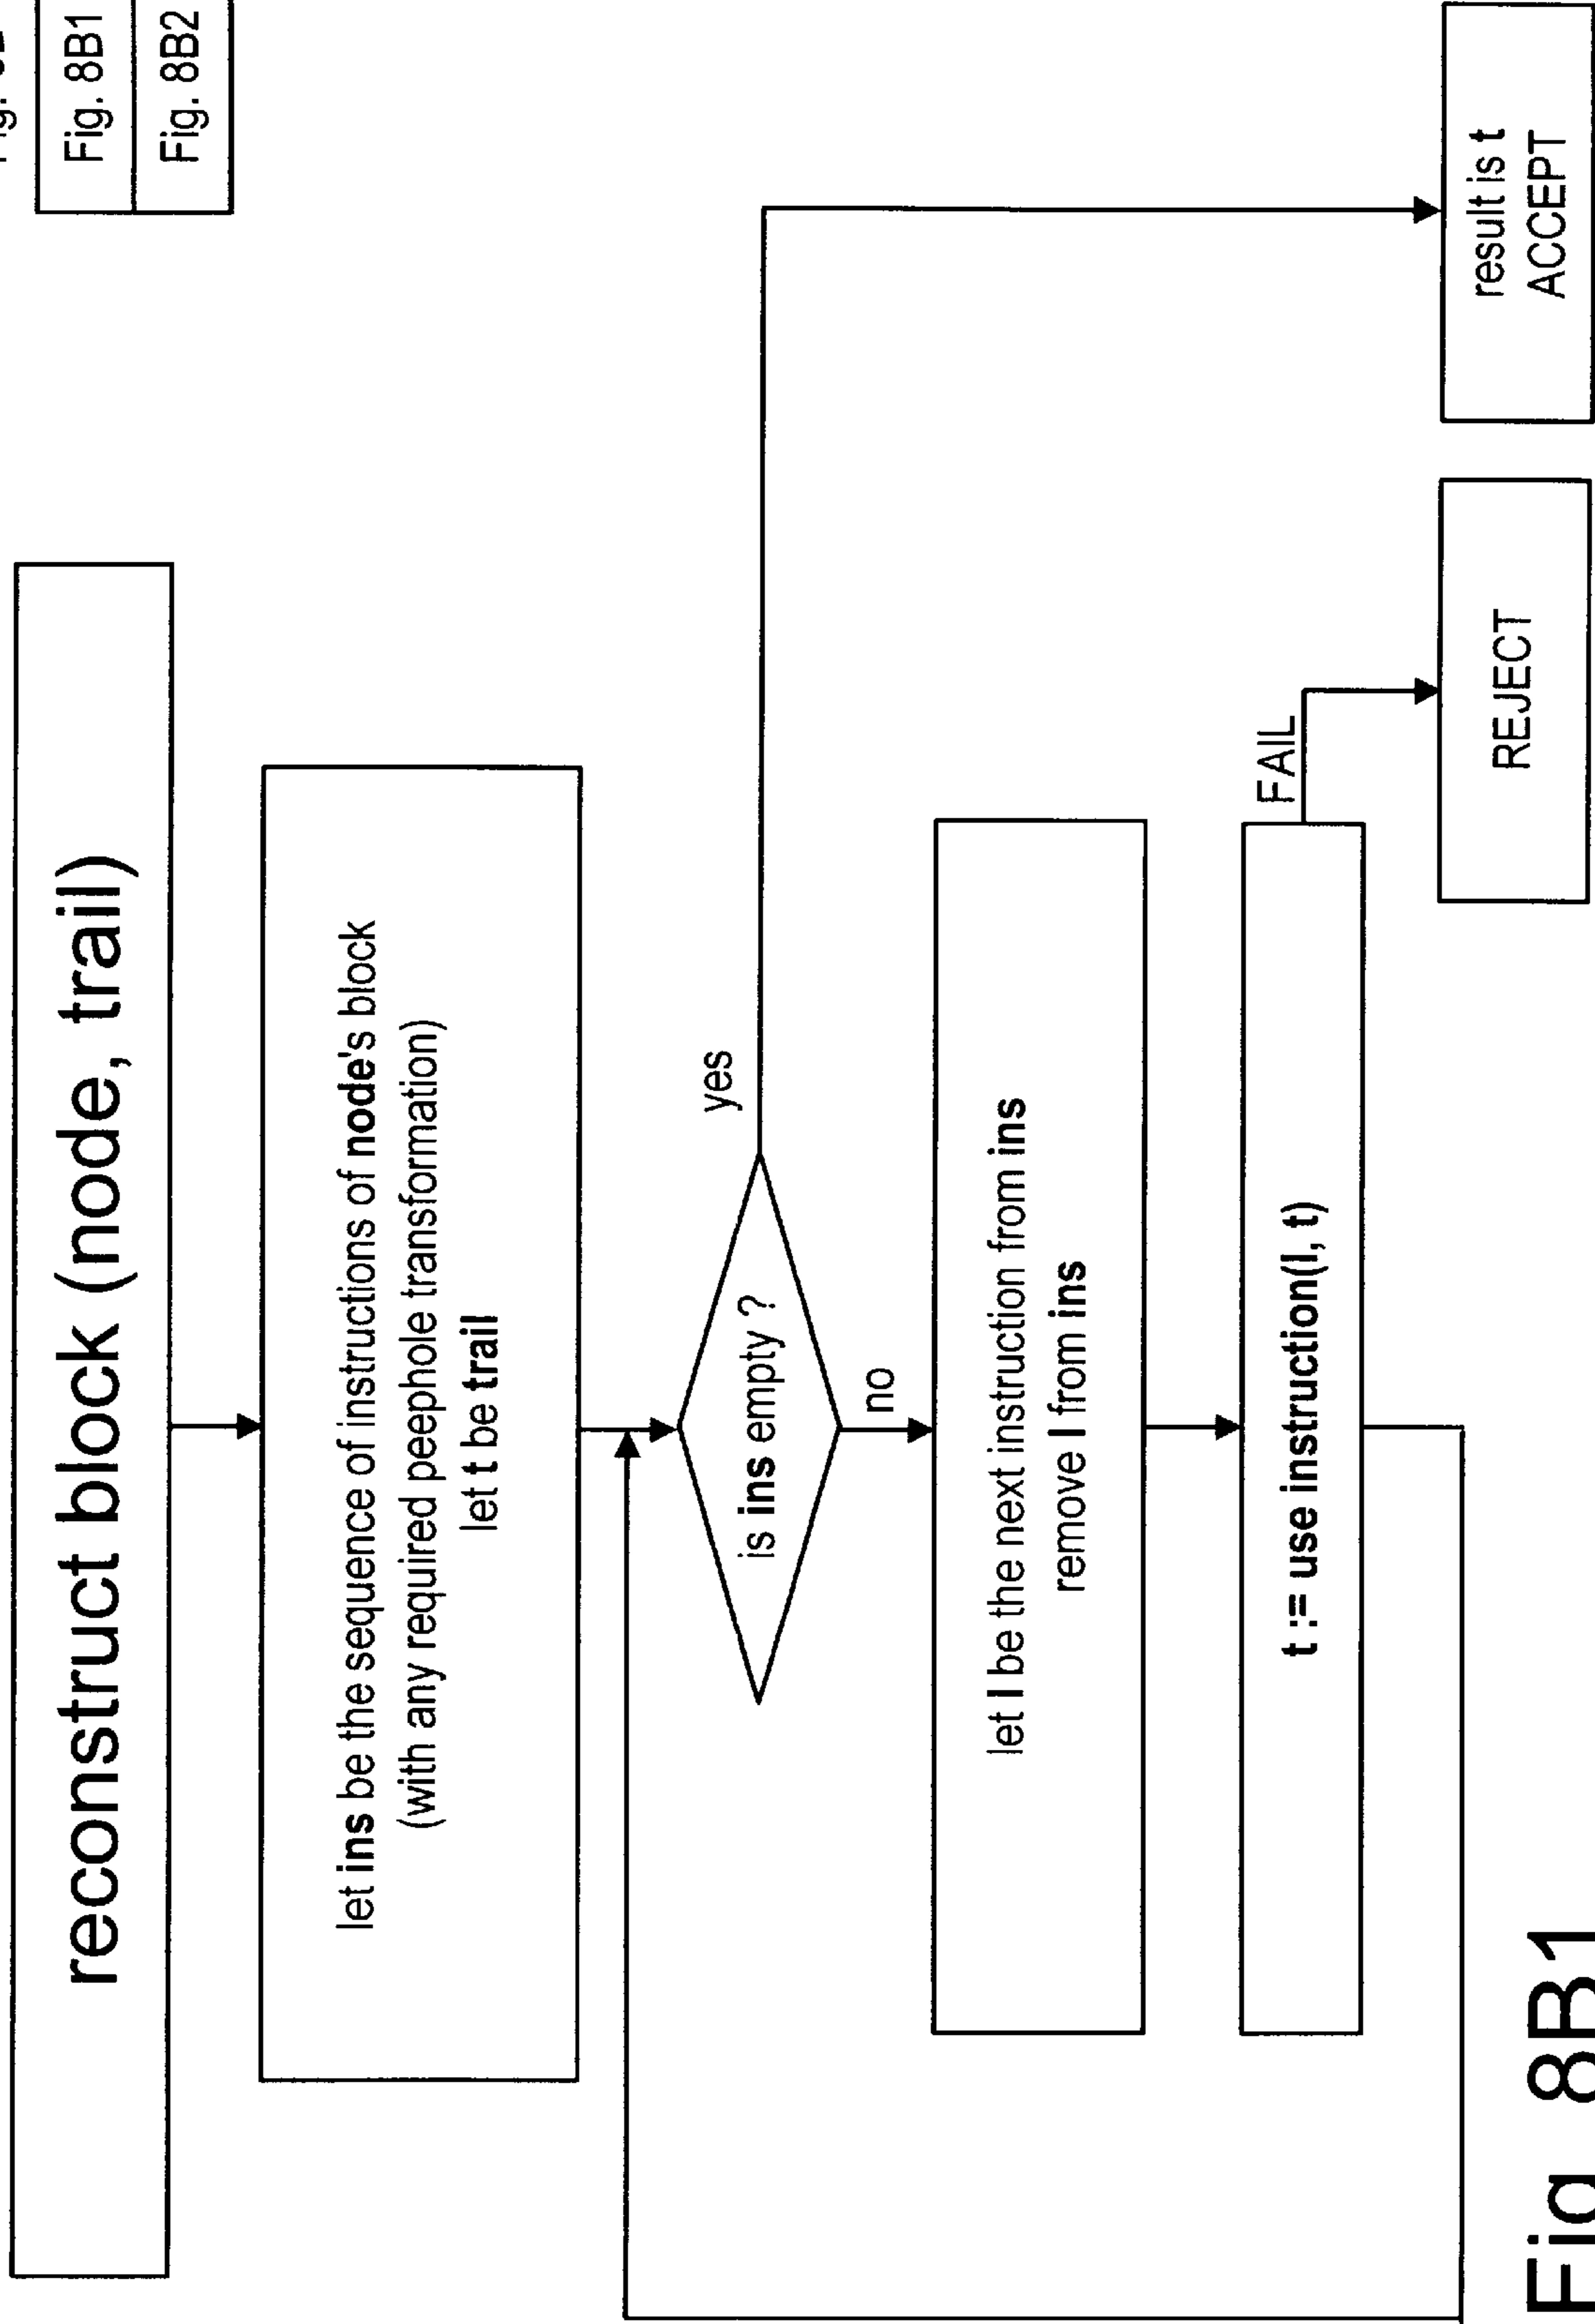 Fig. 8B1
Fig. 8B2
reconstruct block (node, trail)
let ins be the sequence of instructions of node's block
(with any required peephole transformation)
let t be trail
is ins empty ?
yes
no
let I be the next instruction from ins
remove I from ins
t := use instruction(I, t)
FAIL
REJECT
result is t
ACCEPT
Fig 8B1